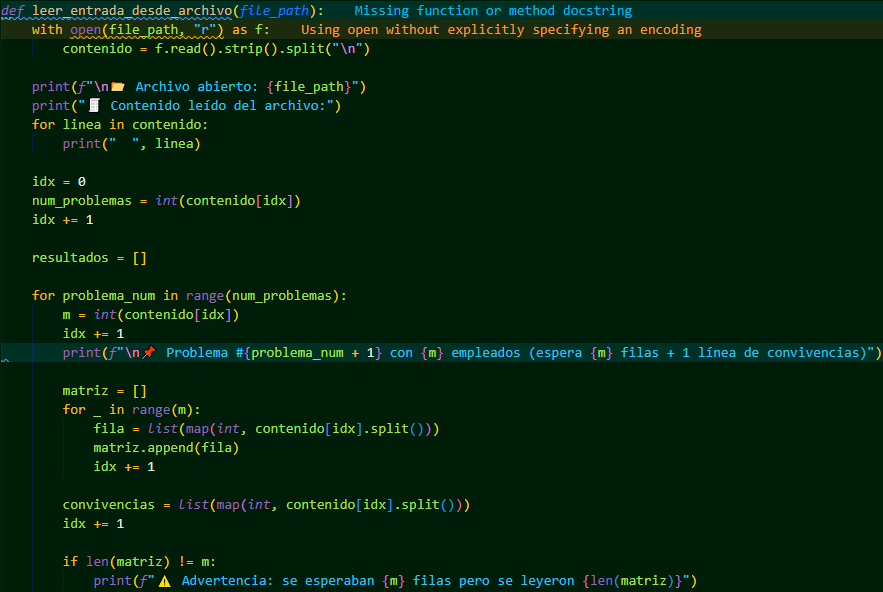 def leer_entrada_desde_archivo(file_path):    Missing function or method docstring
    with open(file_path, "r") as f:    Using open without explicitly specifying an encoding
        contenido = f.read().strip().split("\n")

    print(f"\n📂 Archivo abierto: {file_path}")
    print("🧾 Contenido leído del archivo:")
    for linea in contenido:
        print("  ", linea)

    idx = 0
    num_problemas = int(contenido[idx])
    idx += 1

    resultados = []

    for problema_num in range(num_problemas):
        m = int(contenido[idx])
        idx += 1
        print(f"\n📌 Problema #{problema_num + 1} con {m} empleados (espera {m} filas + 1 línea de convivencias)")

        matriz = []
        for _ in range(m):
            fila = list(map(int, contenido[idx].split()))
            matriz.append(fila)
            idx += 1

        convivencias = list(map(int, contenido[idx].split()))
        idx += 1

        if len(matriz) != m:
            print(f"⚠️ Advertencia: se esperaban {m} filas pero se leyeron {len(matriz)}")